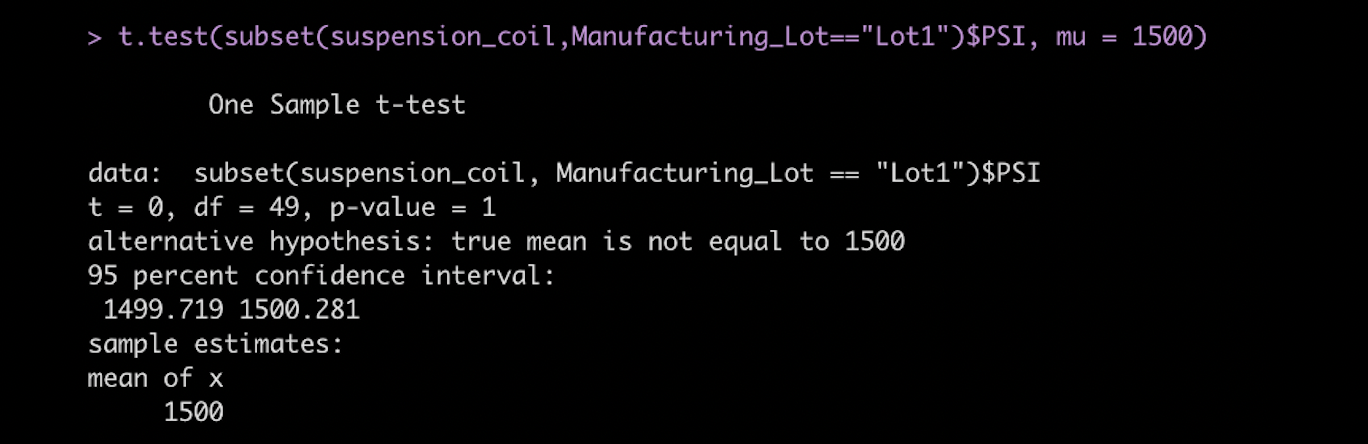 > t.test(subset(suspension_coil,Manufacturing_Lot=="Lot1")$PSI, mu = 1500)
One Sample t-test
data:  subset(suspension_coil, Manufacturing_Lot == "Lot1")$PSI
t = 0, df = 49, p-value = 1
alternative hypothesis: true mean is not equal to 1500
95 percent confidence interval:
1499.719 1500.281
sample estimates:
mean of x
1500